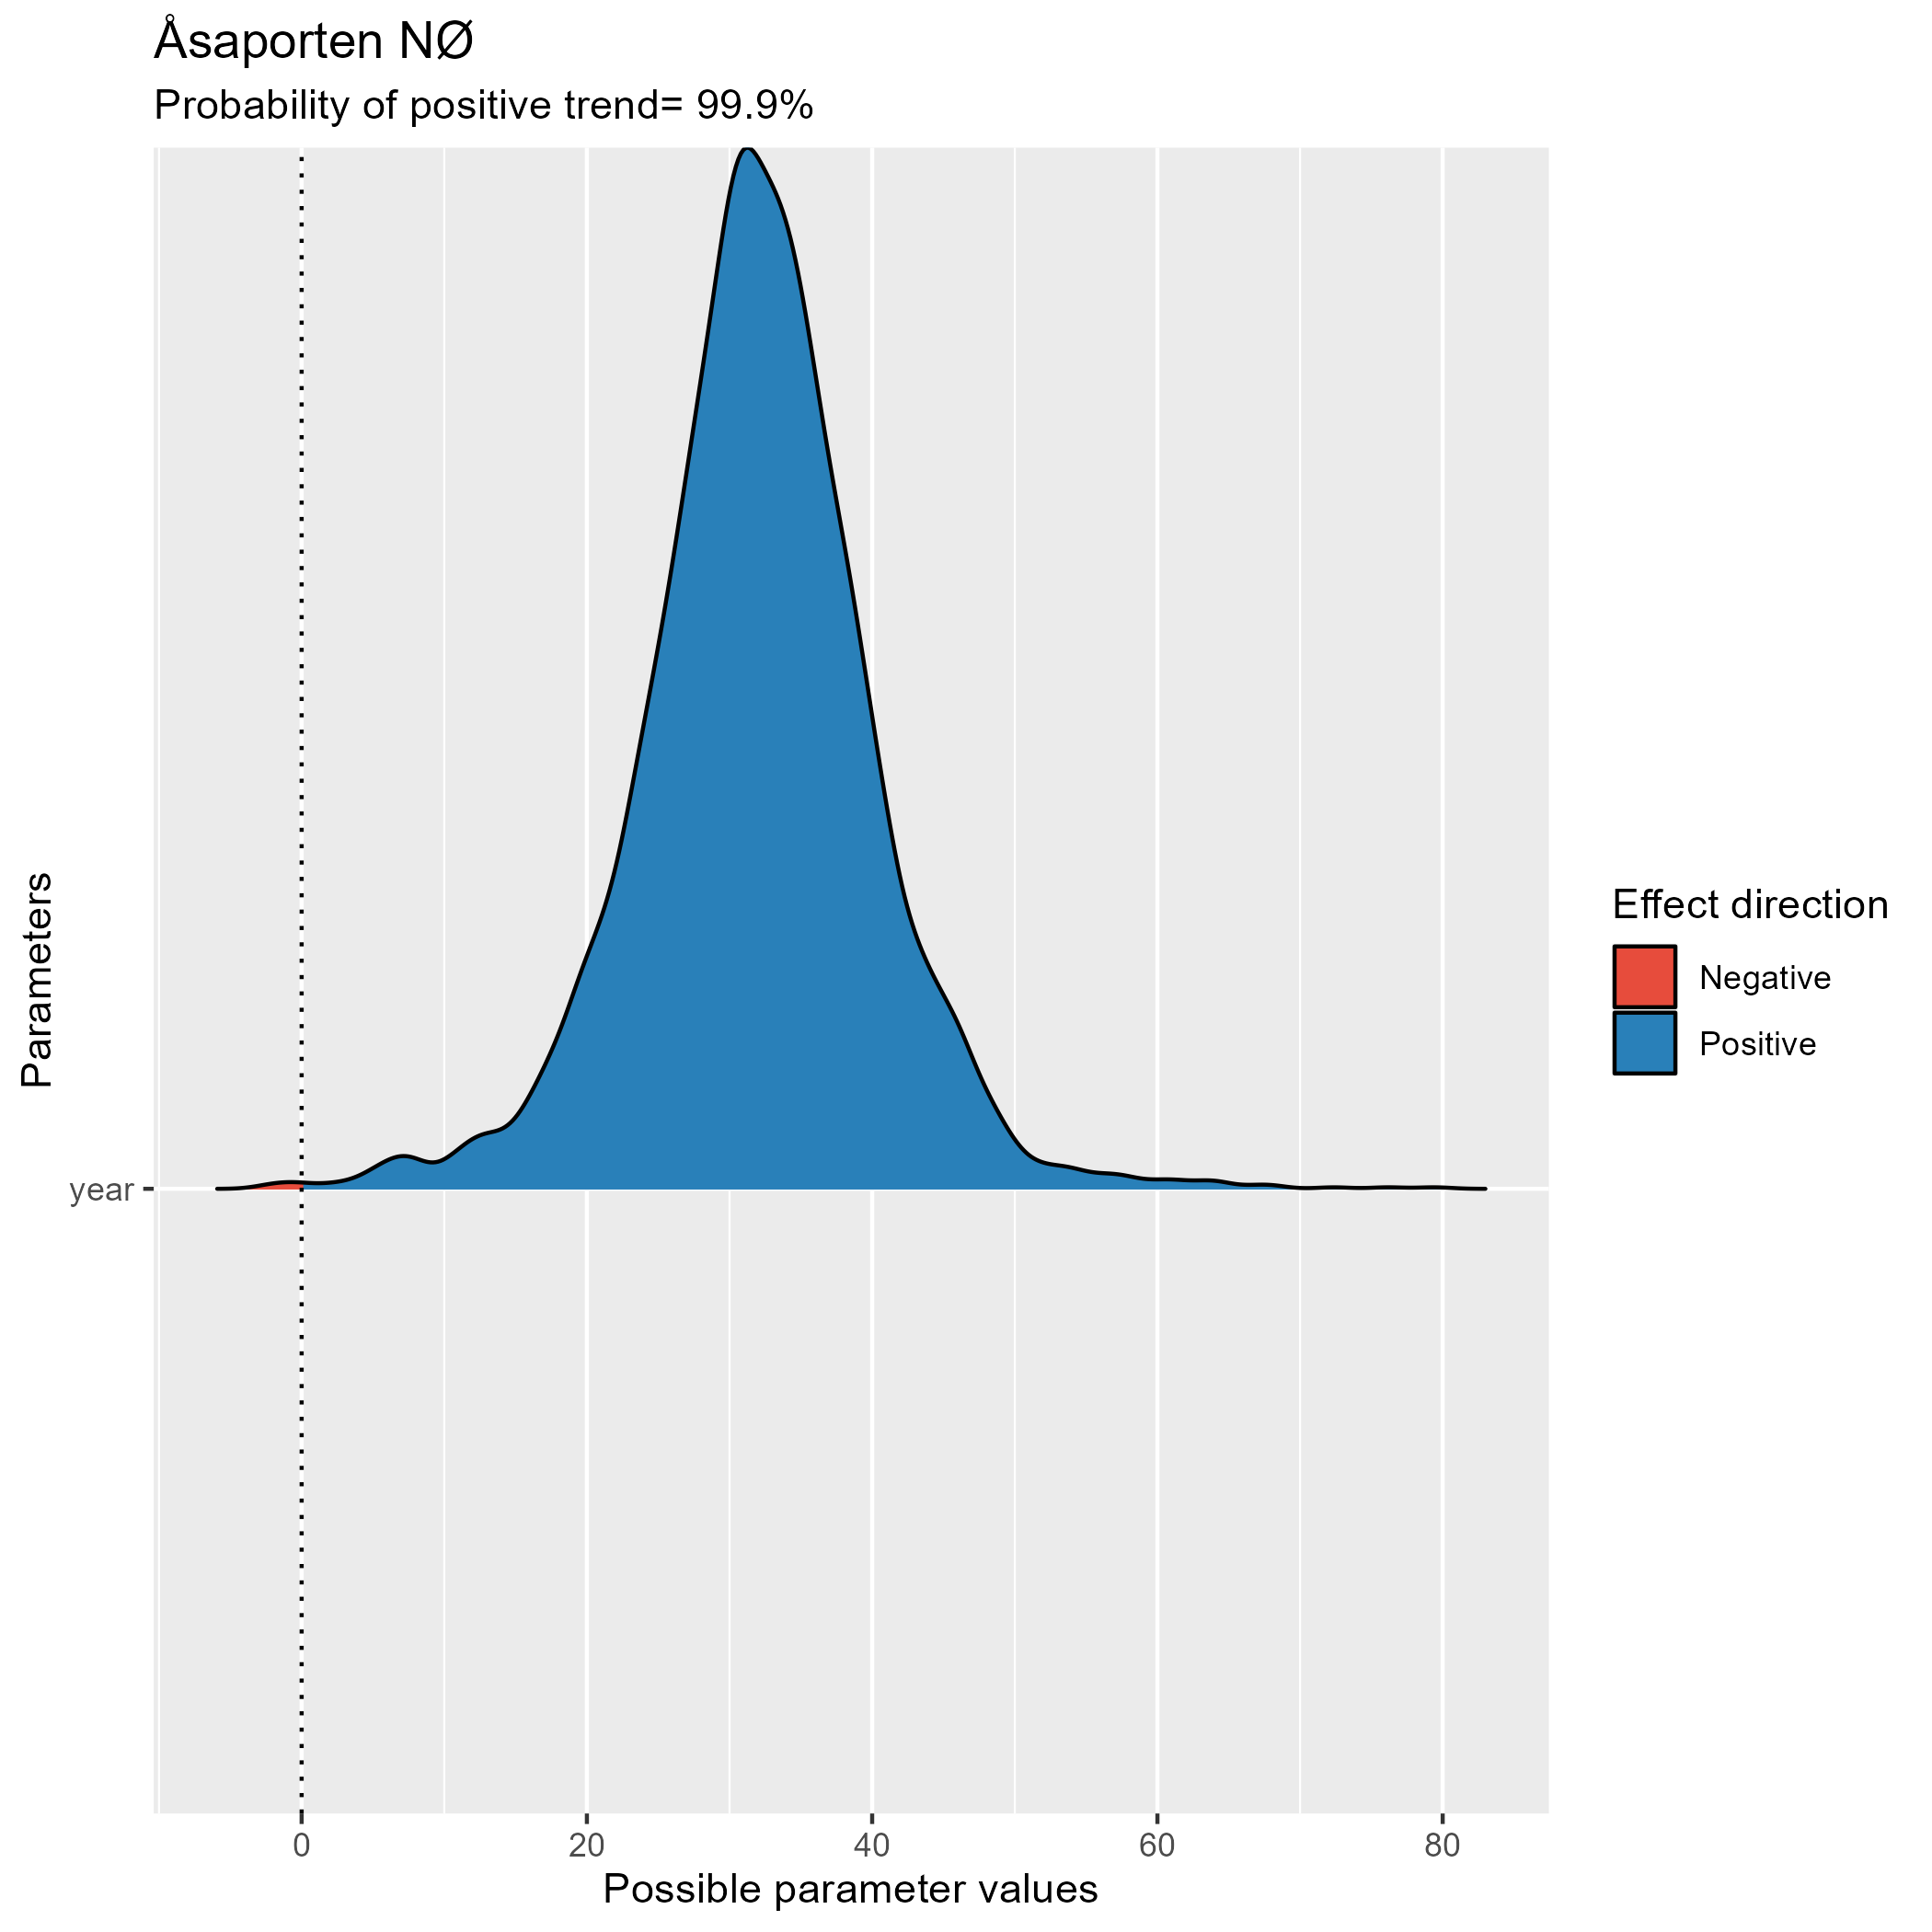 Åsaporten NØ
Probability of positive trend= 99.9%
Parameters
year
0 20 40 60 80
Possible parameter values
Effect direction
Negative
Positive